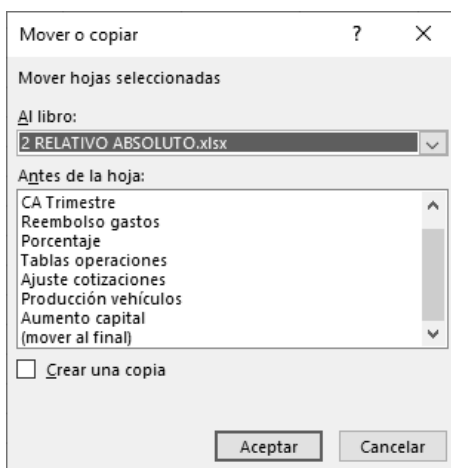 Mover o copiar
Mover hojas seleccionadas
Al libro:
2 RELATIVO ABSOLUTO.xlsx
Antes de la hoja:
CA Trimestre
Reembolso gastos
Porcentaje
Tablas operaciones
Ajuste cotizaciones
Producción vehículos
Aumento capital
(mover al final)
Crear una copia
Aceptar Cancelar